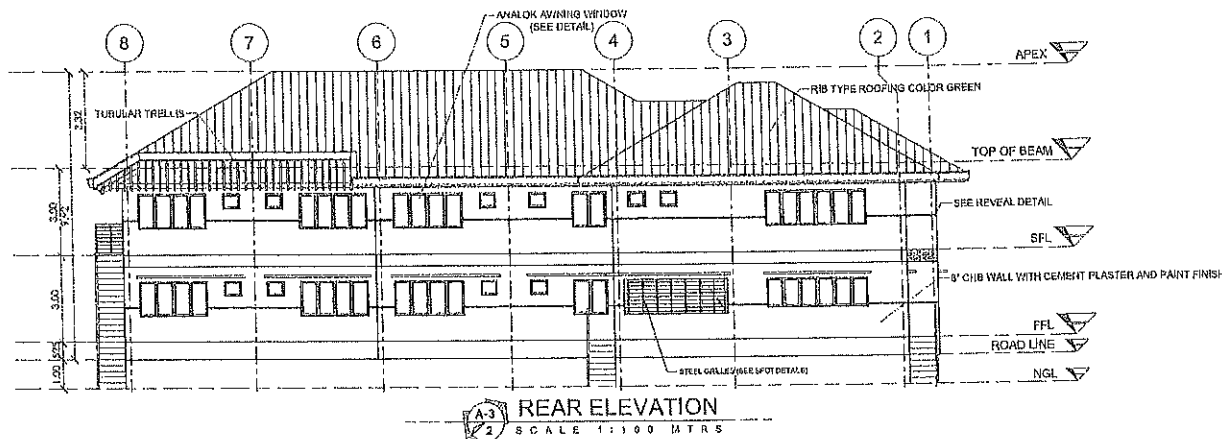 ANALOK AWNING WINDOW
(SEE DETAIL)
8
7
6
5
4
3
2
1
APEX
RIB TYPE ROOFING COLOR GREEN
TUBULAR TRELLIS
TOP OF BEAM
SEE REVEAL DETAIL
SFL
CHB WALL WITH CEMENT PLASTER AND PAINT FINISH
FFL
ROAD LINE
NGL
3.00
3.00
1.00
STEEL GRILLES (SEE SPOT DETAILS)
A-3
2
REAR ELEVATION
SCALE 1:100 MTRS